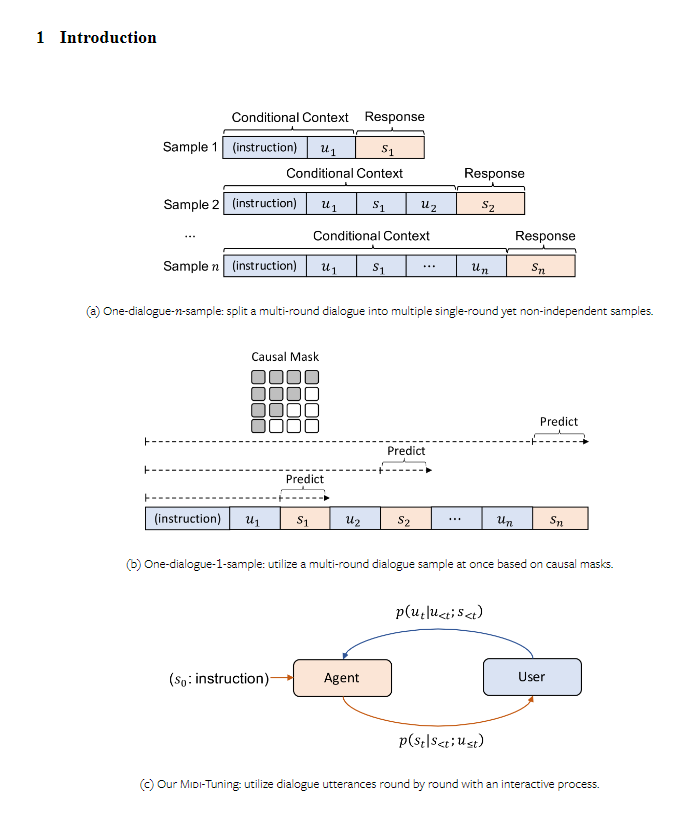 1 Introduction
Conditional Context Response
Sample 1 (instruction) u₁ s₁
Conditional Context Response
Sample 2 (instruction) u₁ s₁ u₂ s₂
...
Conditional Context Response
Sample n (instruction) u₁ s₁ ⋯ uₙ sₙ
(a) One-dialogue-n-sample: split a multi-round dialogue into multiple single-round yet non-independent samples.
Causal Mask
Predict
Predict
Predict
(instruction) u₁ s₁ u₂ s₂ ⋯ uₙ sₙ
(b) One-dialogue-1-sample: utilize a multi-round dialogue sample at once based on causal masks.
p(uₜ|u<ₜ; s<ₜ)
(s₀: instruction) Agent User
p(sₜ|s<ₜ; u≤ₜ)
(c) Our MIDI-Tuning: utilize dialogue utterances round by round with an interactive process.